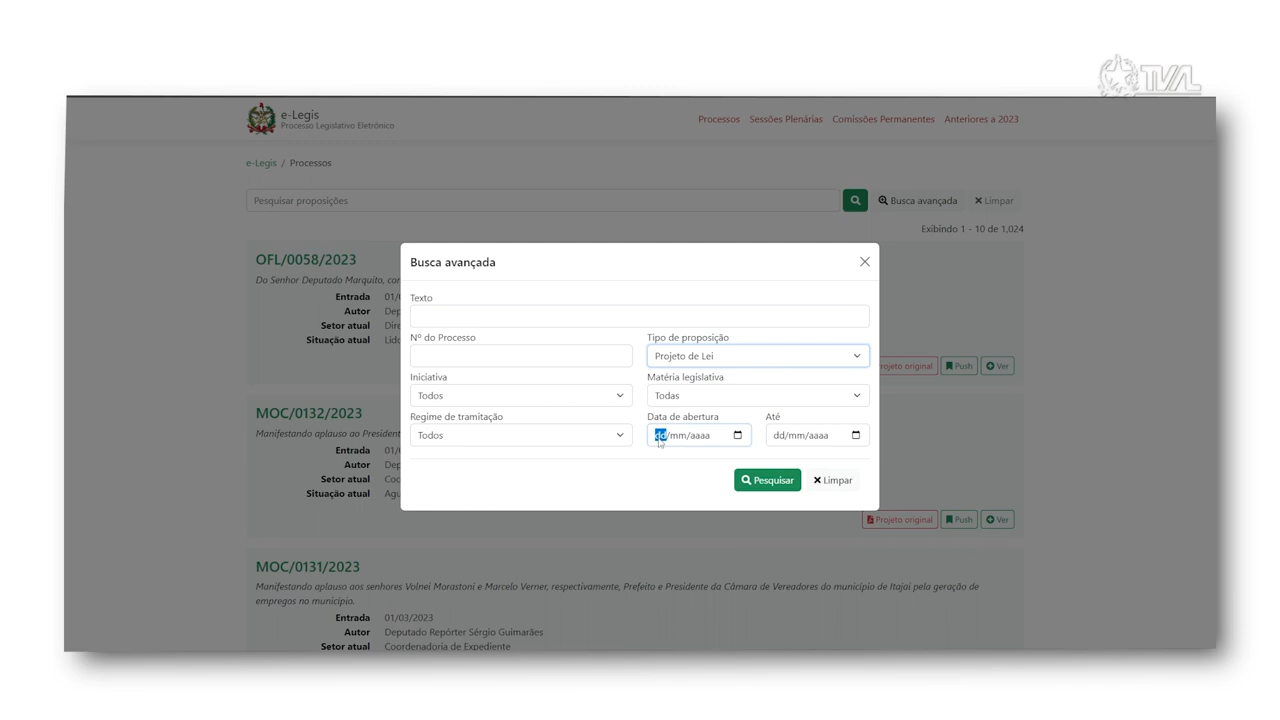 TVAL
e-Legis
Processo Legislativo Eletrônico
Processos Sessões Plenárias Comissões Permanentes Anteriores a 2023
e-Legis / Processos
Pesquisar proposições
Busca avançada
Limpar
Exibindo 1 - 10 de 1,024
OFL/0058/2023
Do Senhor Deputado Marquito,
Entrada
Autor
Setor atual
Situação atual
Projeto original Push Ver
Busca avançada
Texto
Nº do Processo
Tipo de proposição
Projeto de Lei
Iniciativa
Todos
Matéria legislativa
Todas
Regime de tramitação
Todos
Data de abertura
dd/mm/aaaa
Até
dd/mm/aaaa
Pesquisar
Limpar
MOC/0132/2023
Manifestando aplauso ao
Entrada
Autor
Setor atual
Situação atual
Projeto original Push Ver
MOC/0131/2023
Manifestando aplauso aos senhores Volnei Morastoni e Marcelo Verner, respectivamente, Prefeito e Presidente da Câmara de Vereadores do município de Itajaí pela geração de
empregos no município.
Entrada 01/03/2023
Autor Deputado Repórter Sérgio Guimarães
Setor atual Coordenadoria de Expediente